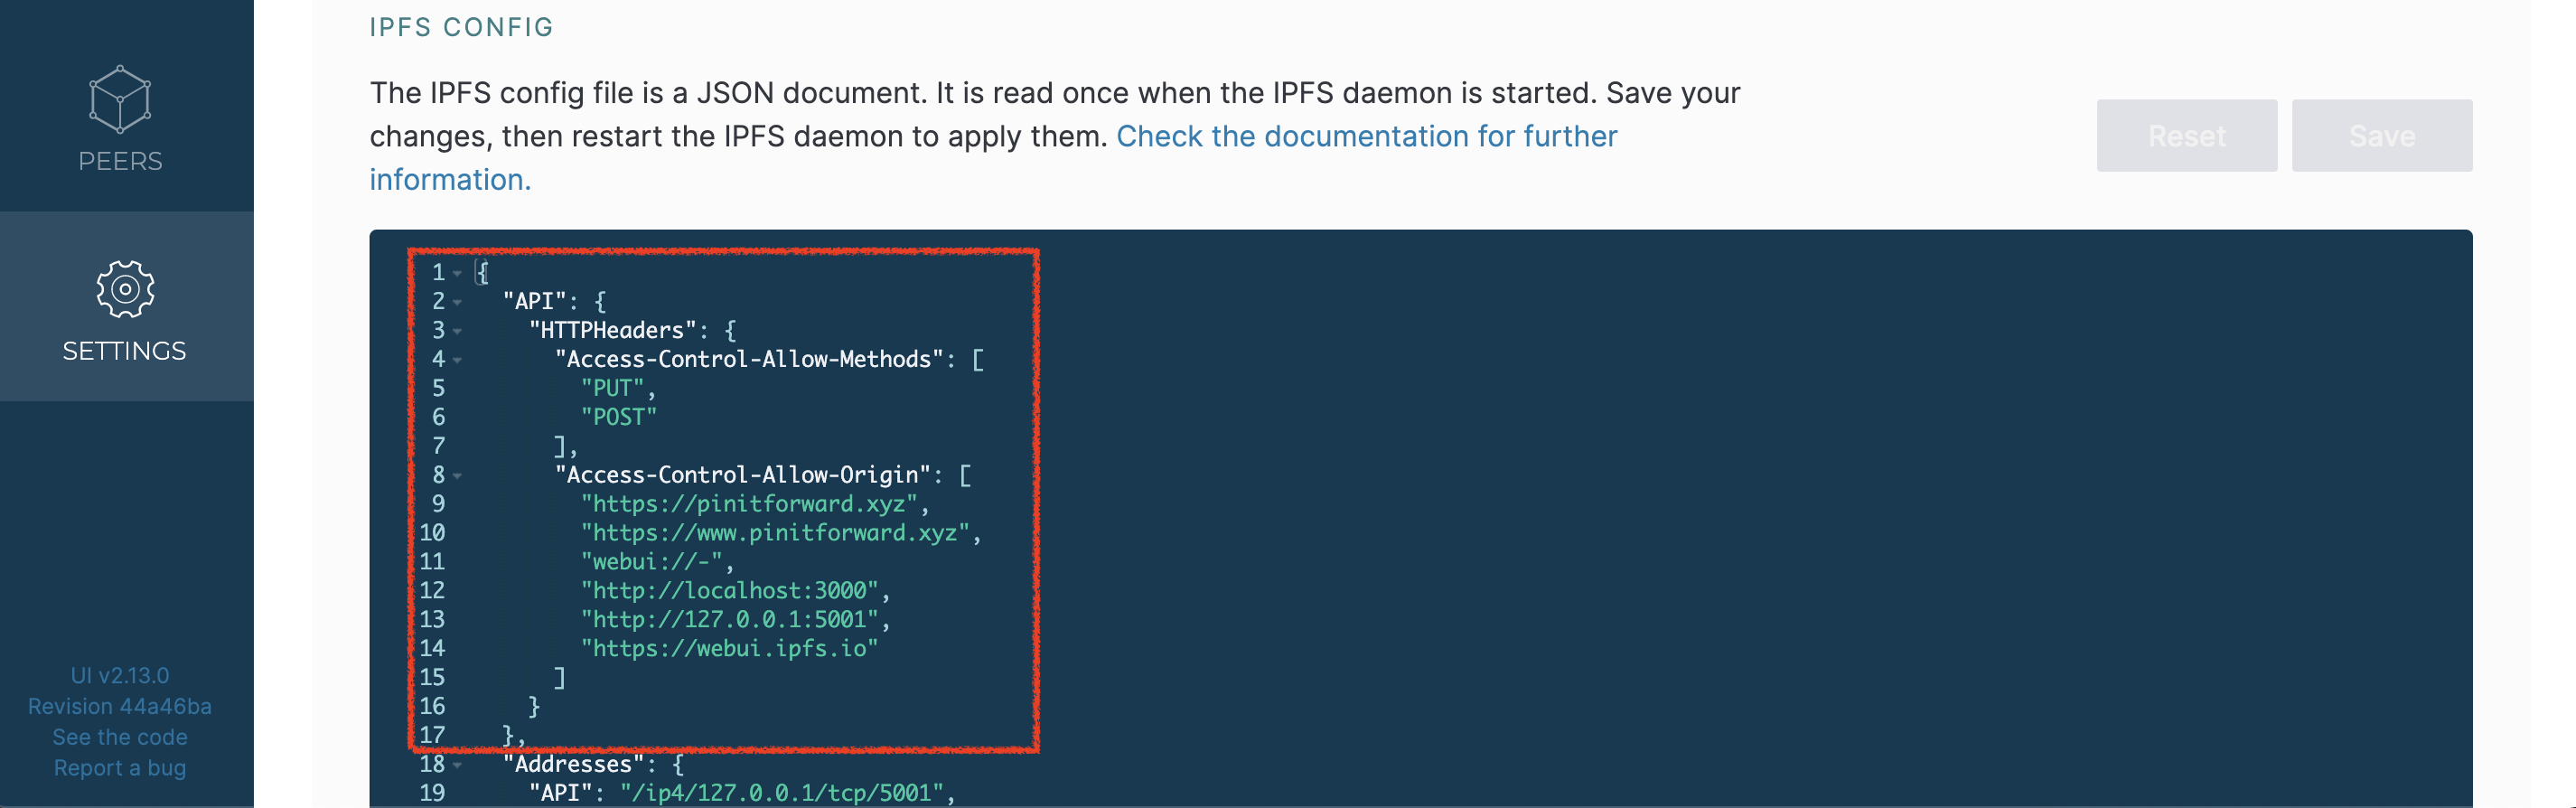 PEERS
SETTINGS
UI v2.13.0
Revision 44a46ba
See the code
Report a bug
IPFS CONFIG
The IPFS config file is a JSON document. It is read once when the IPFS daemon is started. Save your
changes, then restart the IPFS daemon to apply them. Check the documentation for further
information.
Reset
Save
1 {
2 "API": {
3 "HTTPHeaders": {
4 "Access-Control-Allow-Methods": [
5 "PUT",
6 "POST"
7 ],
8 "Access-Control-Allow-Origin": [
9 "https://pinitforward.xyz",
10 "https://www.pinitforward.xyz",
11 "webui://-",
12 "http://localhost:3000",
13 "http://127.0.0.1:5001",
14 "https://webui.ipfs.io"
15 ]
16 }
17 },
18 "Addresses": {
19 "API": "/ip4/127.0.0.1/tcp/5001",